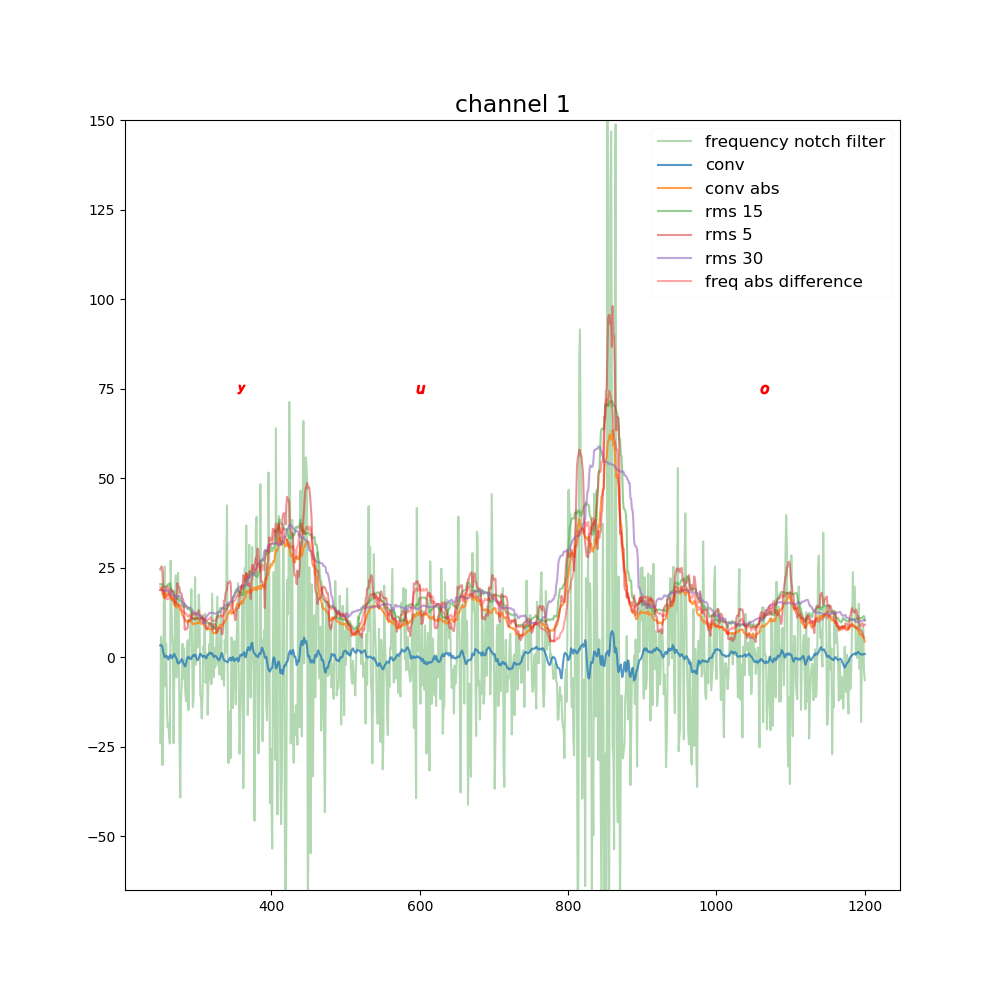 channel 1
150
125
100
75
50
25
0
−25
−50
frequency notch filter
conv
conv abs
rms 15
rms 5
rms 30
freq abs difference
y u o
400 600 800 1000 1200